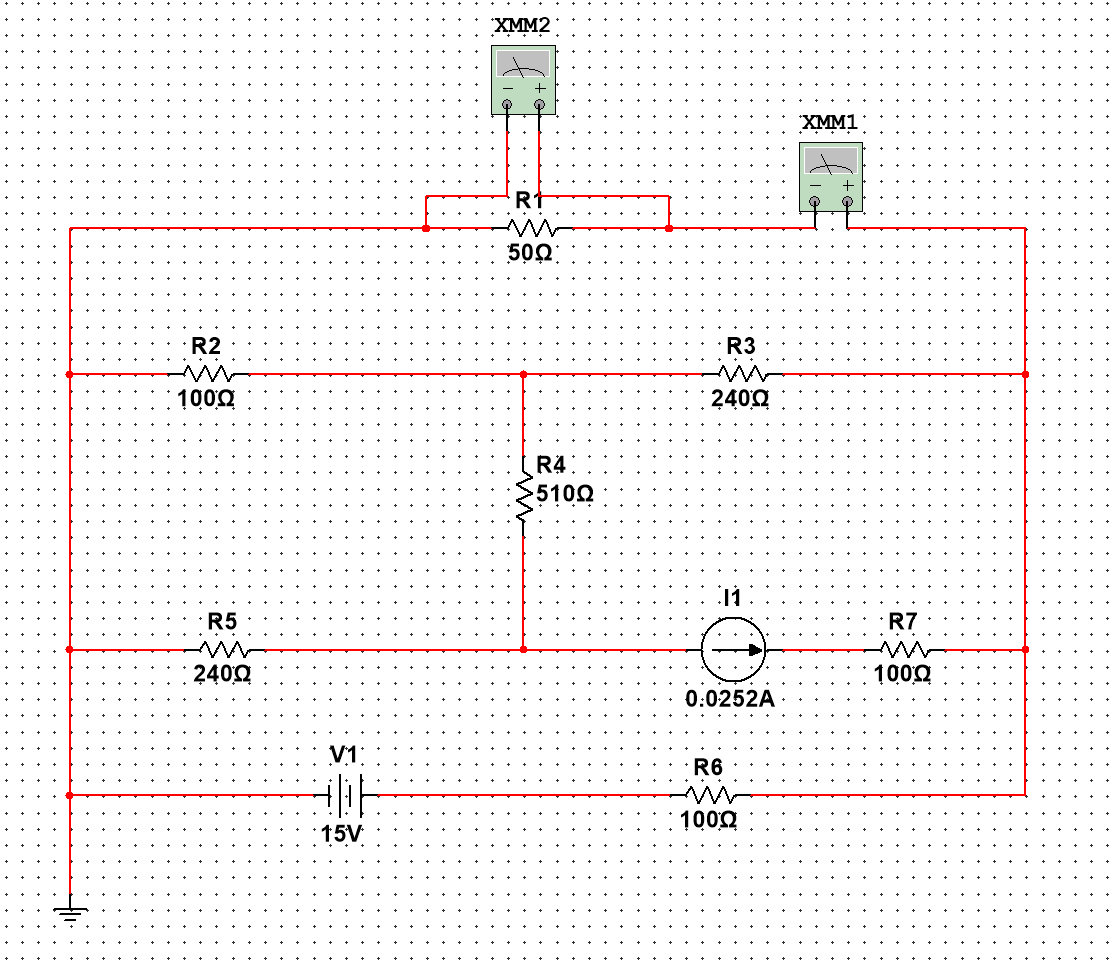 XMM2
− +
XMM1
− +
R1
50Ω
R2
100Ω
R3
240Ω
R4
510Ω
I1
0.0252A
R5
240Ω
R7
100Ω
V1
15V
R6
100Ω